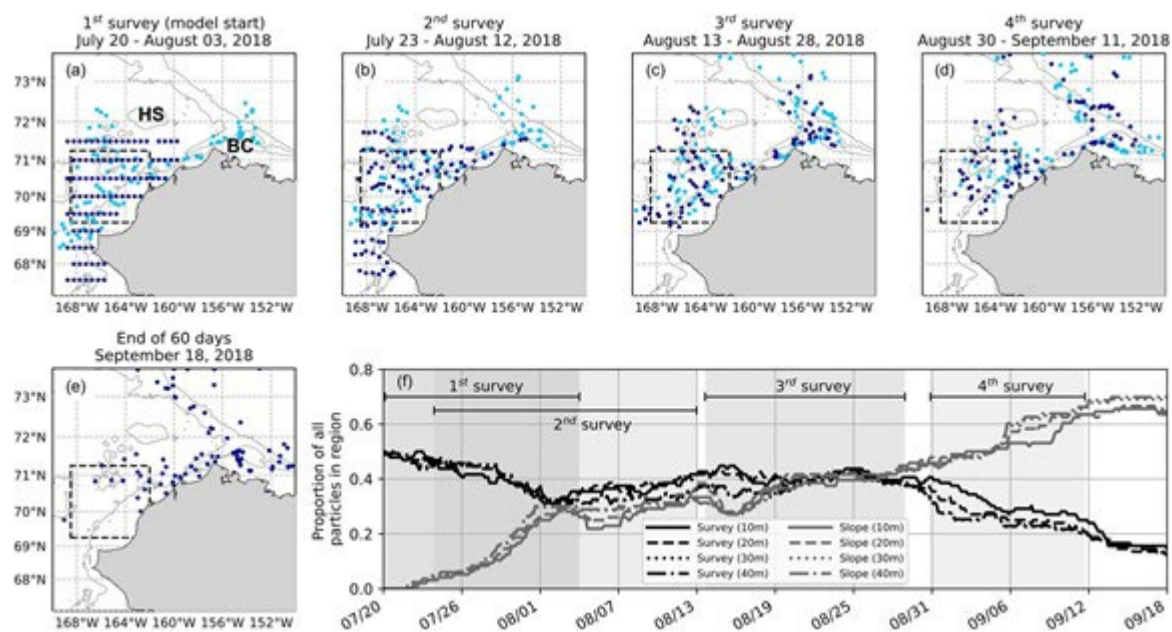 1st survey (model start)
July 20 - August 03, 2018
2nd survey
July 23 - August 12, 2018
3rd survey
August 13 - August 28, 2018
4th survey
August 30 - September 11, 2018
(a)
HS
BC
73°N
72°N
71°N
70°N
69°N
68°N
168°W 164°W 160°W 156°W 152°W
(b)
168°W 164°W 160°W 156°W 152°W
(c)
168°W 164°W 160°W 156°W 152°W
(d)
168°W 164°W 160°W 156°W 152°W
End of 60 days
September 18, 2018
(e)
73°N
72°N
71°N
70°N
69°N
68°N
168°W 164°W 160°W 156°W 152°W
(f)
Proportion of all
particles in region
0.8
0.6
0.4
0.2
0.0
1st survey
2nd survey
3rd survey
4th survey
Survey (10m)
Survey (20m)
Survey (30m)
Survey (40m)
Slope (10m)
Slope (20m)
Slope (30m)
Slope (40m)
07/20
07/26
08/01
08/07
08/13
08/19
08/25
08/31
09/06
09/12
09/18